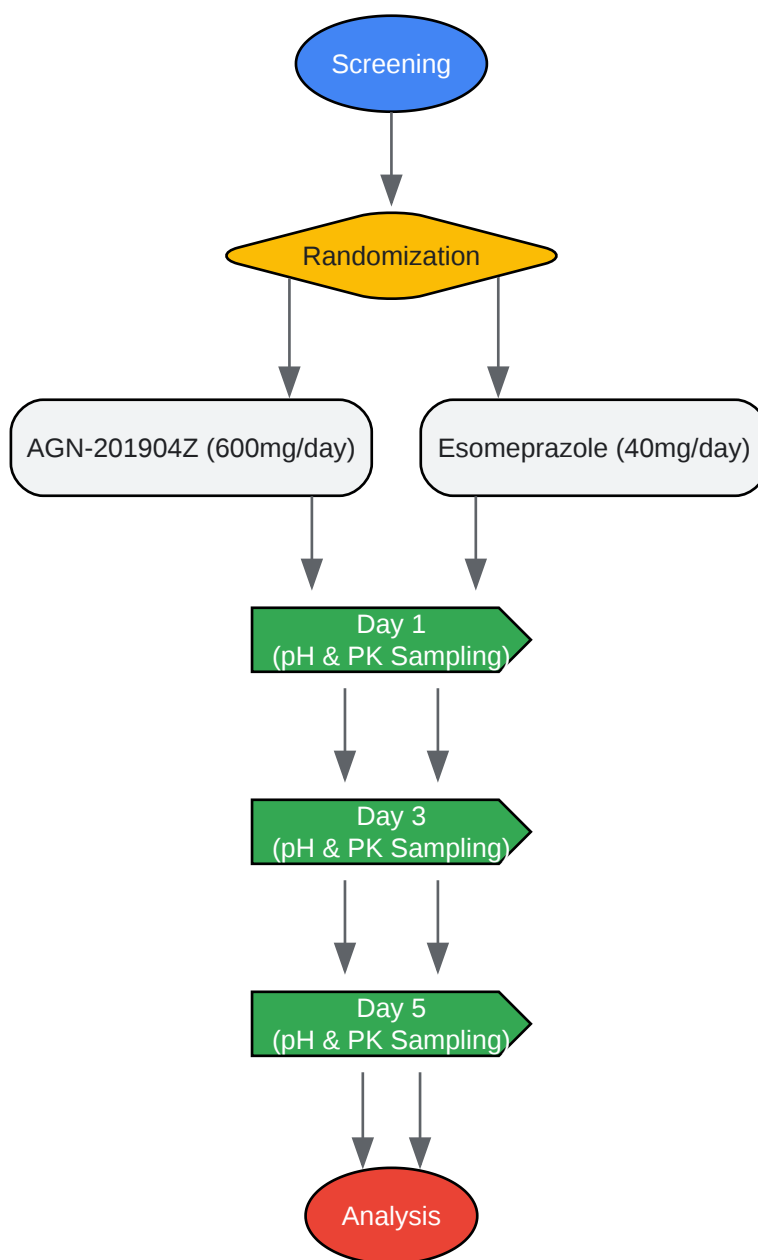 Screening
Randomization
AGN-201904Z (600mg/day)
Esomeprazole (40mg/day)
Day 1
(pH & PK Sampling)
Day 3
(pH & PK Sampling)
Day 5
(pH & PK Sampling)
Analysis